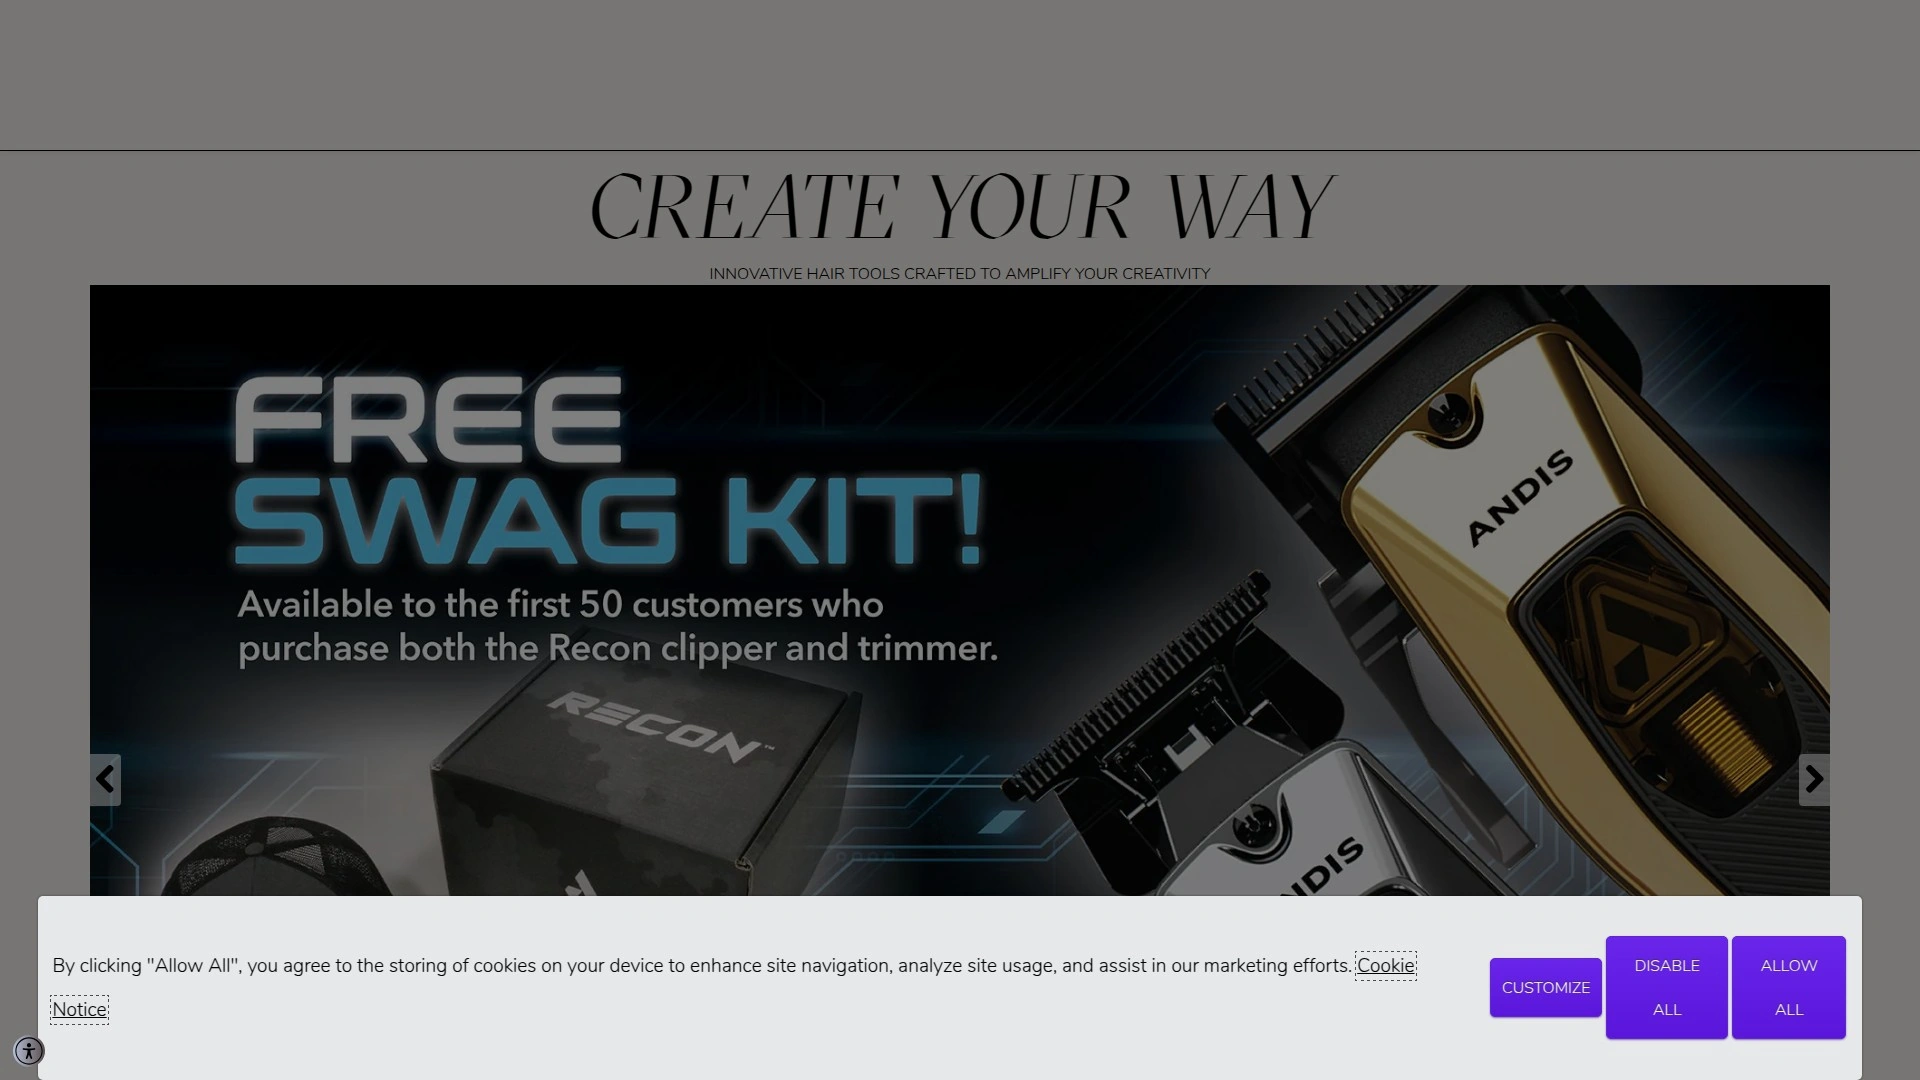 CREATE YOUR WAY
INNOVATIVE HAIR TOOLS CRAFTED TO AMPLIFY YOUR CREATIVITY
FREE
SWAG KIT!
Available to the first 50 customers who
purchase both the Recon clipper and trimmer.
ANDIS
RECON™
ANDIS
By clicking "Allow All", you agree to the storing of cookies on your device to enhance site navigation, analyze site usage, and assist in our marketing efforts. Cookie
Notice
CUSTOMIZE
DISABLE
ALL
ALLOW
ALL